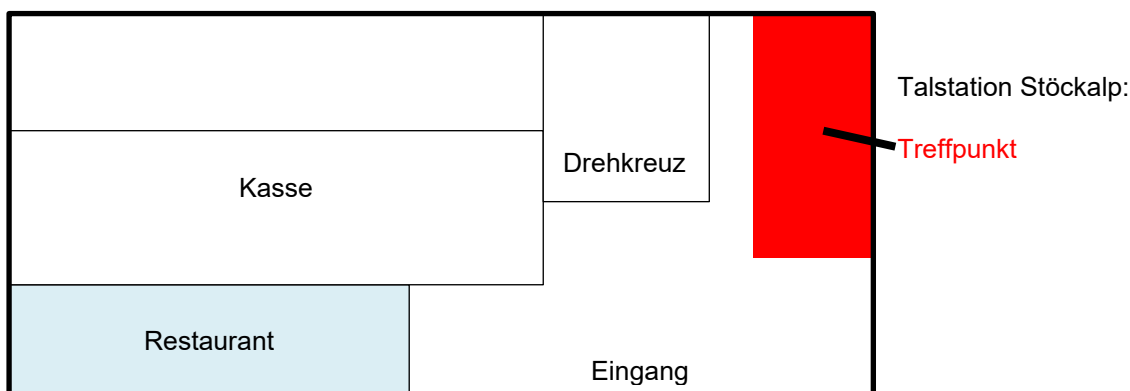 Talstation Stöckalp:
Treffpunkt
Drehkreuz
Kasse
Restaurant
Eingang